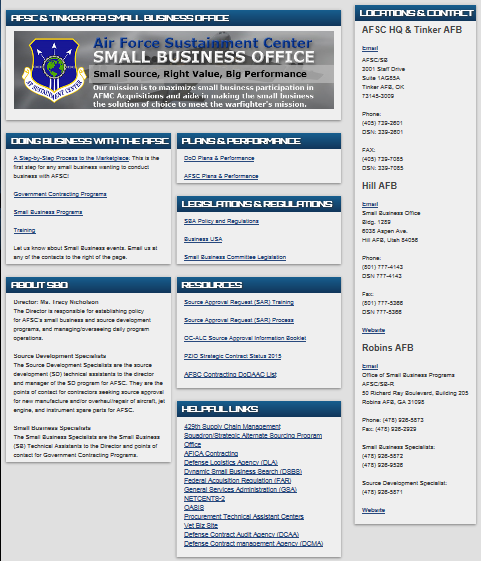 AFSC & TINKER AFB SMALL BUSINESS OFFICE
AIR FORCE SUSTAINMENT CENTER
Air Force Sustainment Center
SMALL BUSINESS OFFICE
Small Source, Right Value, Big Performance
Our mission is to maximize small business participation in
AFMC Acquisitions and aide in making the small business
the solution of choice to meet the warfighter's mission.
DOING BUSINESS WITH THE AFSC
A Step-by-Step Process to the Marketplace: This is the
first step for any small business wanting to conduct
business with AFSC!
Government Contracting Programs
Small Business Programs
Training
Let us know about Small Business events. Email us at
any of the contacts to the right of the page.
ABOUT SBO
Director: Ms. Tracy Nicholson
The Director is responsible for establishing policy
for AFSC's small business and source development
programs, and managing/overseeing daily program
operations.
Source Development Specialists
The Source Development Specialists are the source
development (SD) technical assistants to the director
and manager of the SD program for AFSC. They are the
points of contact for contractors seeking source approval
for new manufacture and/or overhaul/repair of aircraft, jet
engine, and instrument spare parts for AFSC.
Small Business Specialists
The Small Business Specialists are the Small Business
(SB) Technical Assistants to the Director and points of
contact for Government Contracting Programs.
PLANS & PERFORMANCE
DoD Plans & Performance
AFSC Plans & Performance
LEGISLATIONS & REGULATIONS
SBA Policy and Regulations
Business USA
Small Business Committee Legislation
RESOURCES
Source Approval Request (SAR) Training
Source Approval Request (SAR) Process
OC-ALC Source Approval Information Booklet
PZIO Strategic Contract Status 2015
AFSC Contracting DoDAAC List
HELPFUL LINKS
429th Supply Chain Management
Squadron/Strategic Alternate Sourcing Program
Office
AFICA Contracting
Defense Logistics Agency (DLA)
Dynamic Small Business Search (DSBS)
Federal Acquisition Regulation (FAR)
General Services Administration (GSA)
NETCENTS-2
OASIS
Procurement Technical Assistant Centers
Vet Biz Site
Defense Contract Audit Agency (DCAA)
Defense Contract management Agency (DCMA)
LOCATIONS & CONTACT
AFSC HQ & Tinker AFB
Email
AFSC/SB
3001 Staff Drive
Suite 1AG85A
Tinker AFB, OK
73145-3009
Phone:
(405) 739-2601
DSN: 339-2601
FAX:
(405) 739-7085
DSN: 339-7085
Hill AFB
Email
Small Business Office
Bldg. 1289
6038 Aspen Ave.
Hill AFB, Utah 84056
Phone:
(801) 777-4143
DSN 777-4143
Fax:
(801) 777-5366
DSN 777-5366
Website
Robins AFB
Email
Office of Small Business Programs
AFSC/SB-R
50 Richard Ray Boulevard, Building 205
Robins AFB, GA 31098
Phone: (478) 926-5873
Fax: (478) 926-2929
Small Business Specialists:
(478) 926-5872
(478) 926-9526
Source Development Specialist:
(478) 926-5871
Website